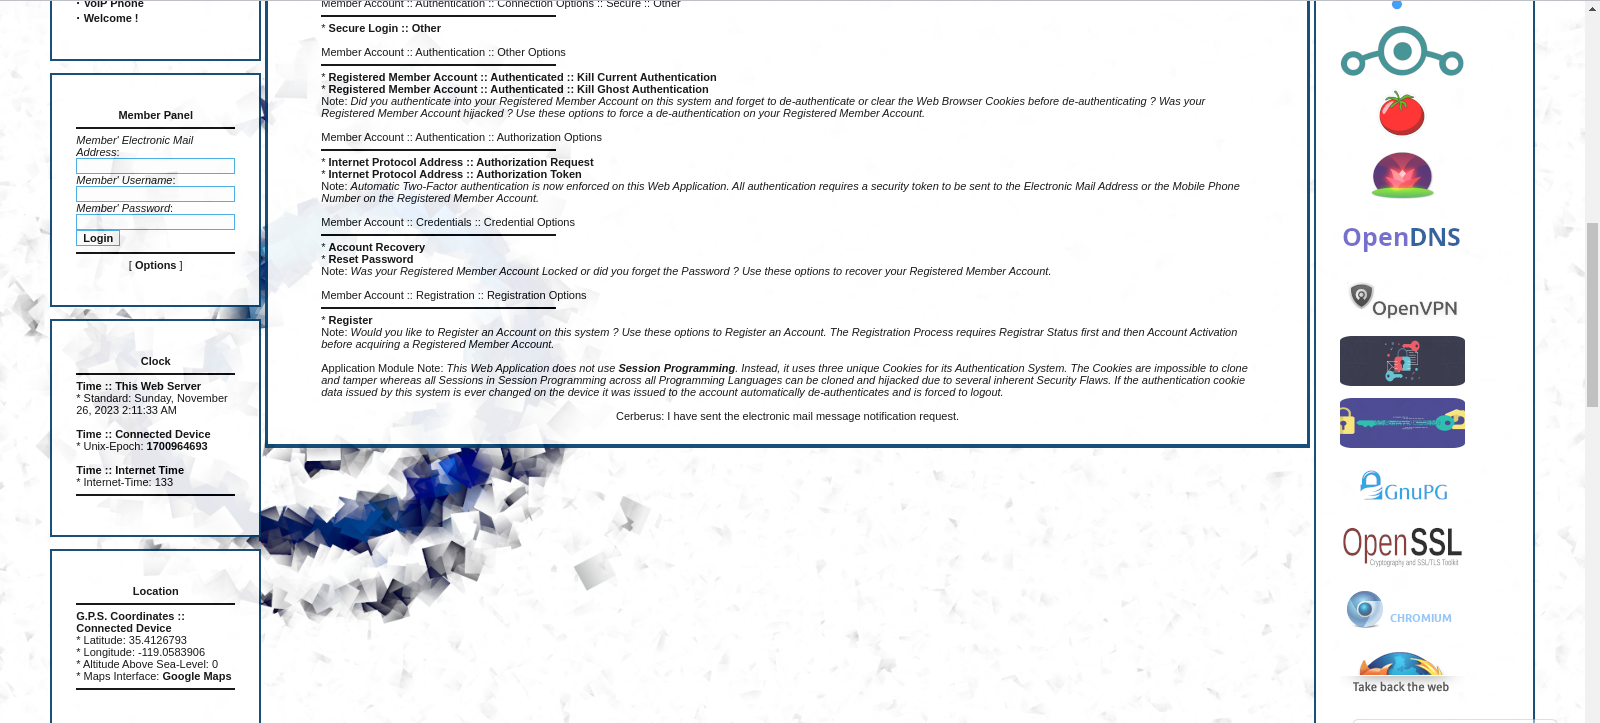 · VoIP Phone
· Welcome !
Member Panel
Member' Electronic Mail
Address:
Member' Username:
Member' Password:
Login
[ Options ]
Clock
Time :: This Web Server
* Standard: Sunday, November
26, 2023 2:11:33 AM
Time :: Connected Device
* Unix-Epoch: 1700964693
Time :: Internet Time
* Internet-Time: 133
Location
G.P.S. Coordinates ::
Connected Device
* Latitude: 35.4126793
* Longitude: -119.0583906
* Altitude Above Sea-Level: 0
* Maps Interface: Google Maps
Member Account :: Authentication :: Connection Options :: Secure :: Other
* Secure Login :: Other
Member Account :: Authentication :: Other Options
* Registered Member Account :: Authenticated :: Kill Current Authentication
* Registered Member Account :: Authenticated :: Kill Ghost Authentication
Note: Did you authenticate into your Registered Member Account on this system and forget to de-authenticate or clear the Web Browser Cookies before de-authenticating ? Was your
Registered Member Account hijacked ? Use these options to force a de-authentication on your Registered Member Account.
Member Account :: Authentication :: Authorization Options
* Internet Protocol Address :: Authorization Request
* Internet Protocol Address :: Authorization Token
Note: Automatic Two-Factor authentication is now enforced on this Web Application. All authentication requires a security token to be sent to the Electronic Mail Address or the Mobile Phone
Number on the Registered Member Account.
Member Account :: Credentials :: Credential Options
* Account Recovery
* Reset Password
Note: Was your Registered Member Account Locked or did you forget the Password ? Use these options to recover your Registered Member Account.
Member Account :: Registration :: Registration Options
* Register
Note: Would you like to Register an Account on this system ? Use these options to Register an Account. The Registration Process requires Registrar Status first and then Account Activation
before acquiring a Registered Member Account.
Application Module Note: This Web Application does not use Session Programming. Instead, it uses three unique Cookies for its Authentication System. The Cookies are impossible to clone
and tamper whereas all Sessions in Session Programming across all Programming Languages can be cloned and hijacked due to several inherent Security Flaws. If the authentication cookie
data issued by this system is ever changed on the device it was issued to the account automatically de-authenticates and is forced to logout.
Cerberus: I have sent the electronic mail message notification request.
OpenDNS
OpenVPN
GnuPG
OpenSSL
Cryptography and SSL/TLS Toolkit
CHROMIUM
Take back the web